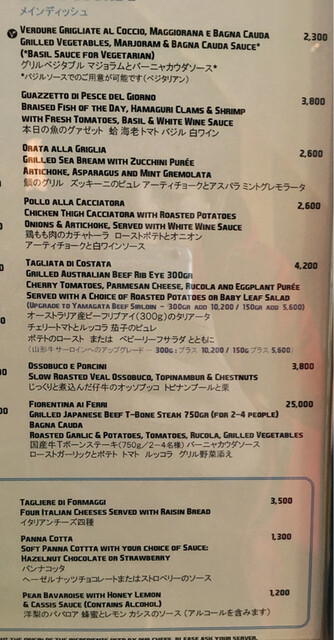 メインディッシュ
VERDURE GRIGLIATE AL COCCIO, MAGGIORANA E BAGNA CAUDA 2,300
GRILLED VEGETABLES, MARJORAM & BAGNA CAUDA SAUCE*
(*BASIL SAUCE FOR VEGETARIAN)
グリルベジタブル マジョラムとバーニャカウダソース*
*バジルソースでのご用意が可能です (ベジタリアン)
GUAZZETTO DI PESCE DEL GIORNO 3,800
BRAISED FISH OF THE DAY, HAMAGURI CLAMS & SHRIMP
WITH FRESH TOMATOES, BASIL & WHITE WINE SAUCE
本日の魚のグァゼット 蛤 海老トマト バジル 白ワイン
ORATA ALLA GRIGLIA 2,600
GRILLED SEA BREAM WITH ZUCCHINI PURÉE
ARTICHOKE, ASPARAGUS AND MINT GREMOLATA
鯛のグリル ズッキーニのピュレ アーティチョークとアスパラ ミントグレモラータ
POLLO ALLA CACCIATORA 2,600
CHICKEN THIGH CACCIATORA WITH ROASTED POTATOES
ONIONS & ARTICHOKE, SERVED WITH WHITE WINE SAUCE
鶏もも肉のカチャトーラ ローストポテトとオニオン
アーティチョークと白ワインソース
TAGLIATA DI COSTATA 4,200
GRILLED AUSTRALIAN BEEF RIB EYE 300GR
CHERRY TOMATOES, PARMESAN CHEESE, RUCOLA AND EGGPLANT PURÉE
SERVED WITH A CHOICE OF ROASTED POTATOES OR BABY LEAF SALAD
(UPGRADE TO YAMAGATA BEEF SIRLOIN - 300GR ADD 10,200 / 150GR ADD 5,600)
オーストラリア産ビーフリブアイ(300g)のタリアータ
チェリートマトとルッコラ 茄子のピュレ
ポテトのロースト または ベビーリーフサラダ とともに
(山形牛サーロインへのアップグレード - 300g:プラス 10,200 / 150g プラス 5,600)
OSSOBUCO E PORCINI 3,800
SLOW ROASTED VEAL OSSOBUCO, TOPINAMBUR & CHESTNUTS
じっくりと煮込んだ仔牛のオッソブッコ トピナンブールと栗
FIORENTINA AI FERRI 25,000
GRILLED JAPANESE BEEF T-BONE STEAK 750GR (FOR 2-4 PEOPLE)
BAGNA CAUDA
ROASTED GARLIC & POTATOES, TOMATOES, RUCOLA, GRILLED VEGETABLES
国産牛Tボーンステーキ(750g/2-4名様) バーニャカウダソース
ローストガーリックとポテト トマト ルッコラ グリル野菜添え
TAGLIERE DI FORMAGGI 3,500
FOUR ITALIAN CHEESES SERVED WITH RAISIN BREAD
イタリアンチーズ四種
PANNA COTTA 1,300
SOFT PANNA COTTTA WITH YOUR CHOICE OF SAUCE:
HAZELNUT CHOCOLATE OR STRAWBERRY
パンナコッタ
ヘーゼルナッツチョコレートまたはストロベリーのソース
PEAR BAVAROISE WITH HONEY LEMON 1,200
& CASSIS SAUCE (CONTAINS ALCOHOL)
洋梨のババロア 蜂蜜とレモン カシスのソース (アルコールを含みます)